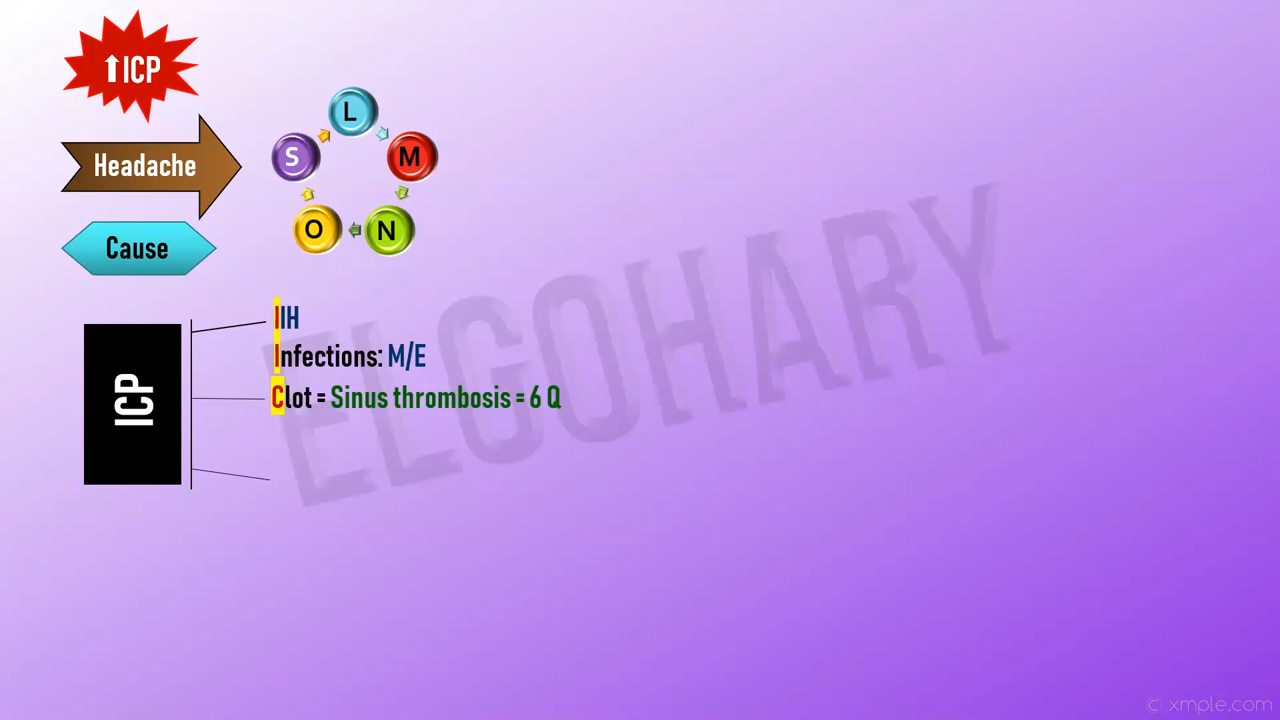 ⬆ICP
Headache
L
S
M
O
N
Cause
IIH
Infections: M/E
ICP
Clot = Sinus thrombosis = 6 Q
ELGOHARY
© xmple.com